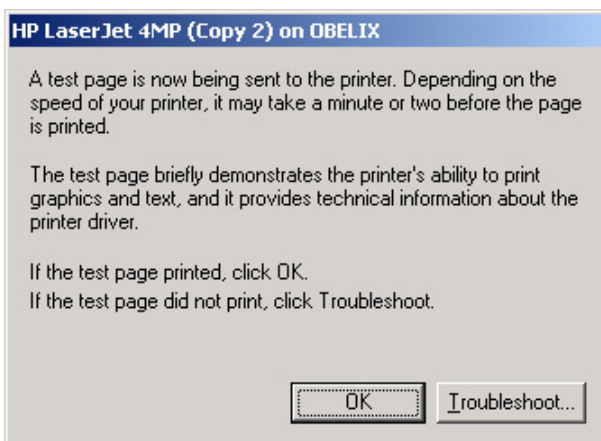 HP LaserJet 4MP (Copy 2) on OBELIX
A test page is now being sent to the printer. Depending on the
speed of your printer, it may take a minute or two before the page
is printed.
The test page briefly demonstrates the printer's ability to print
graphics and text, and it provides technical information about the
printer driver.
If the test page printed, click OK.
If the test page did not print, click Troubleshoot.
OK
Troubleshoot...